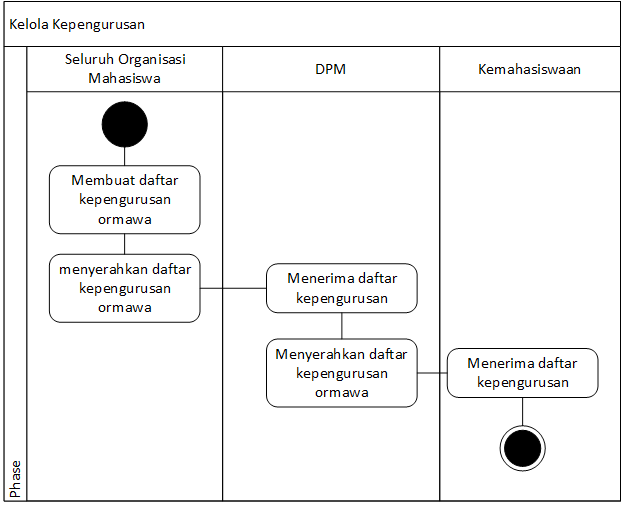 Kelola Kepengurusan
Seluruh Organisasi
Mahasiswa
DPM
Kemahasiswaan
Membuat daftar
kepengurusan
ormawa
menyerahkan daftar
kepengurusan
ormawa
Menerima daftar
kepengurusan
Menyerahkan daftar
kepengurusan
ormawa
Menerima daftar
kepengurusan
Phase